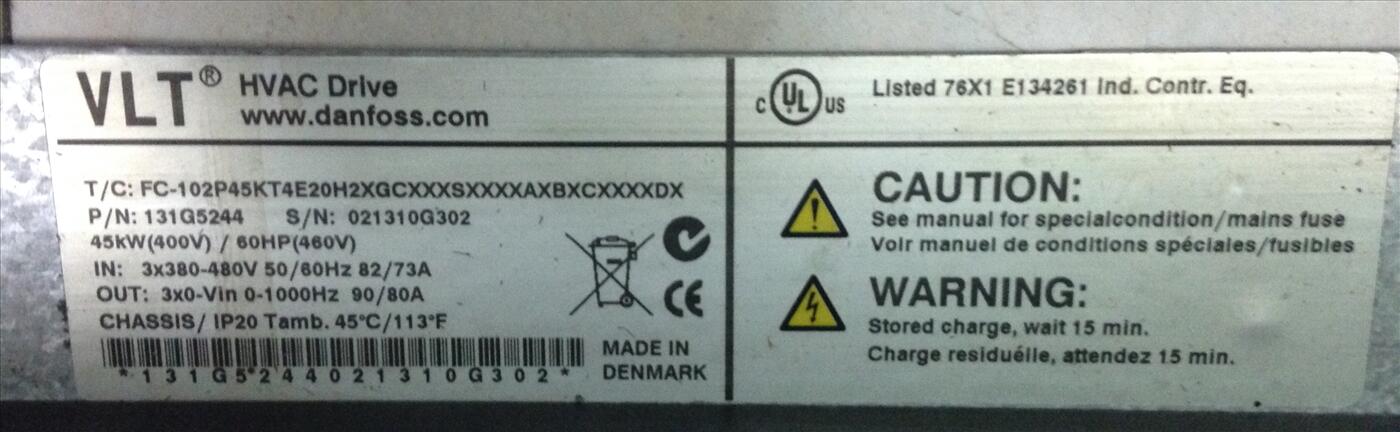 VLT® HVAC Drive
www.danfoss.com
T/C: FC-102P45KT4E20H2XGCXXXSXXXXAXBXCXXXXDX
P/N: 131G5244 S/N: 021310G302
45kW(400V) / 60HP(460V)
IN: 3x380-480V 50/60Hz 82/73A
OUT: 3x0-Vin 0-1000Hz 90/80A
CHASSIS/ IP20 Tamb. 45°C/113°F
*131G5244021310G302*
MADE IN
DENMARK
CE
c UL US
Listed 76X1 E134261 Ind. Contr. Eq.
CAUTION:
See manual for specialcondition/mains fuse
Voir manuel de conditions spéciales/fusibles
WARNING:
Stored charge, wait 15 min.
Charge residuélle, attendez 15 min.